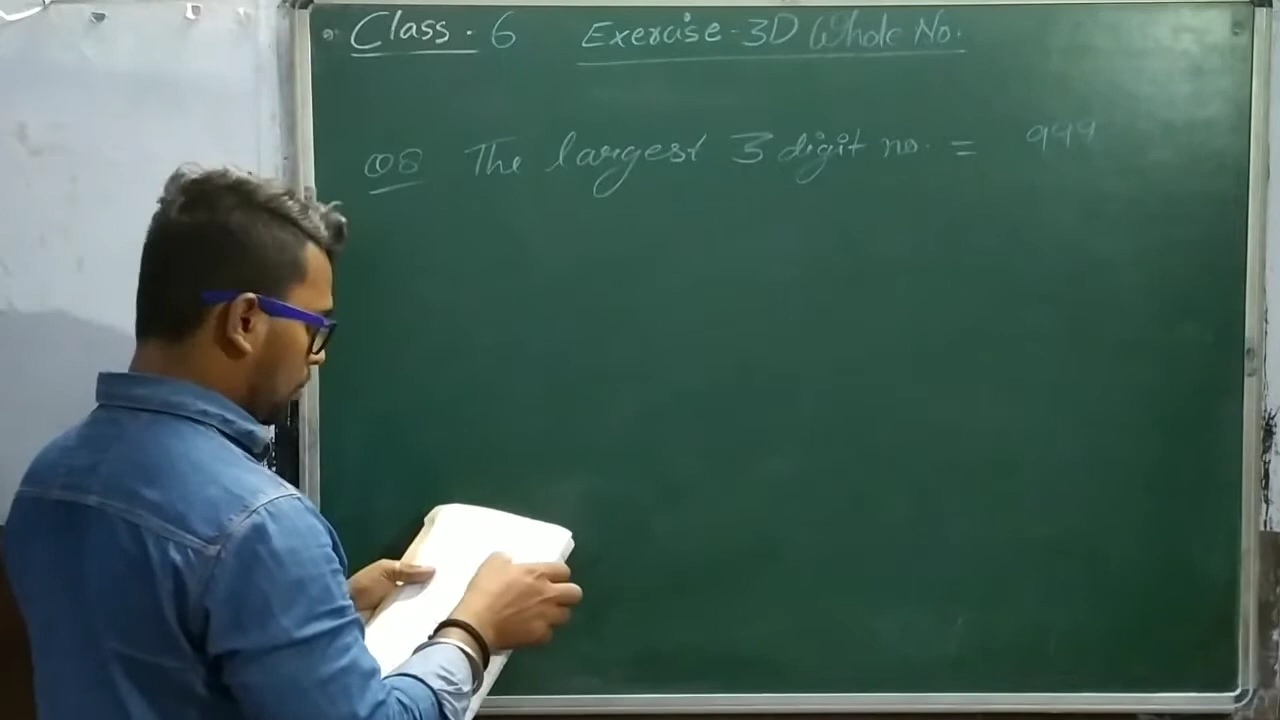 Class. 6 Exercise-3D Whole No.
Q8 The largest 3 digit no. = 999